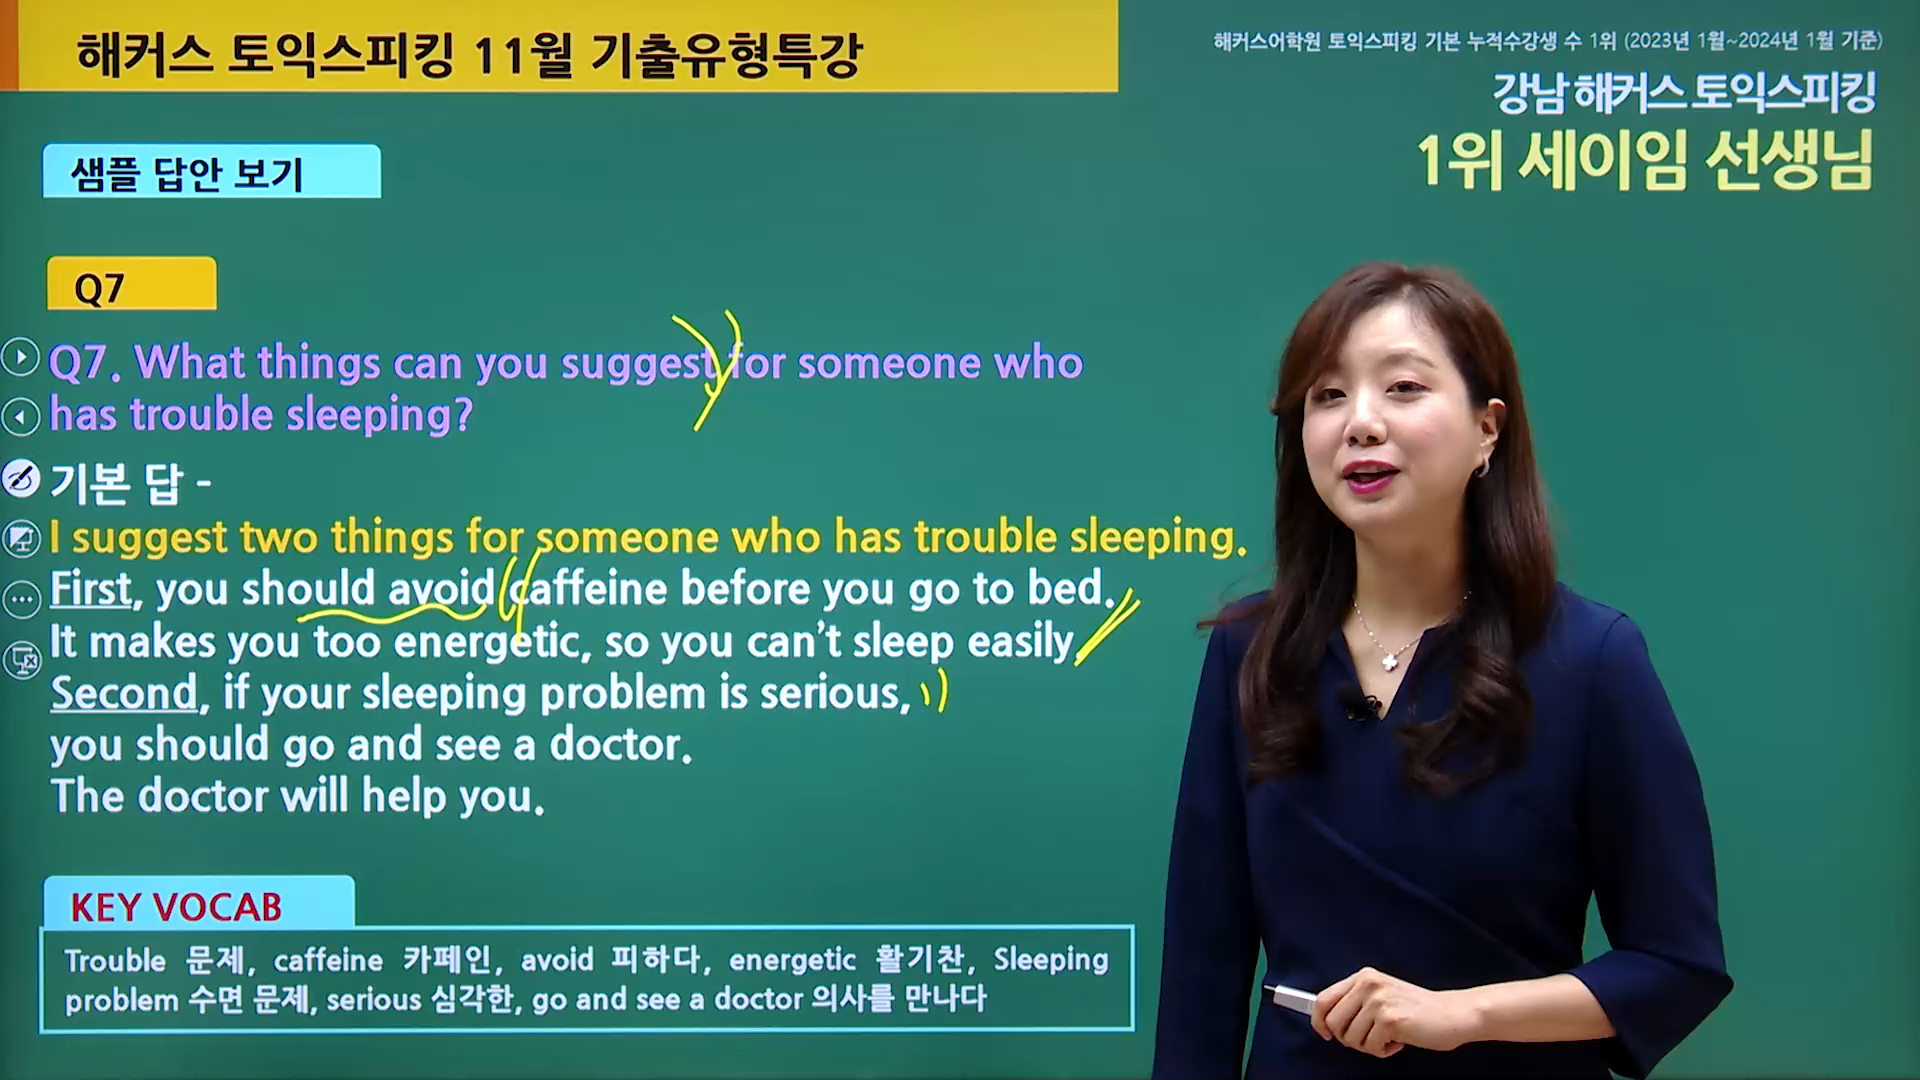 해커스 토익스피킹 11월 기출유형특강
해커스어학원 토익스피킹 기본 누적수강생 수 1위 (2023년 1월~2024년 1월 기준)
강남 해커스 토익스피킹
1위 세이임 선생님
샘플 답안 보기
Q7
Q7. What things can you suggest for someone who
has trouble sleeping?
기본 답 -
I suggest two things for someone who has trouble sleeping.
First, you should avoid caffeine before you go to bed.
It makes you too energetic, so you can't sleep easily.
Second, if your sleeping problem is serious,
you should go and see a doctor.
The doctor will help you.
KEY VOCAB
Trouble 문제, caffeine 카페인, avoid 피하다, energetic 활기찬, Sleeping
problem 수면 문제, serious 심각한, go and see a doctor 의사를 만나다